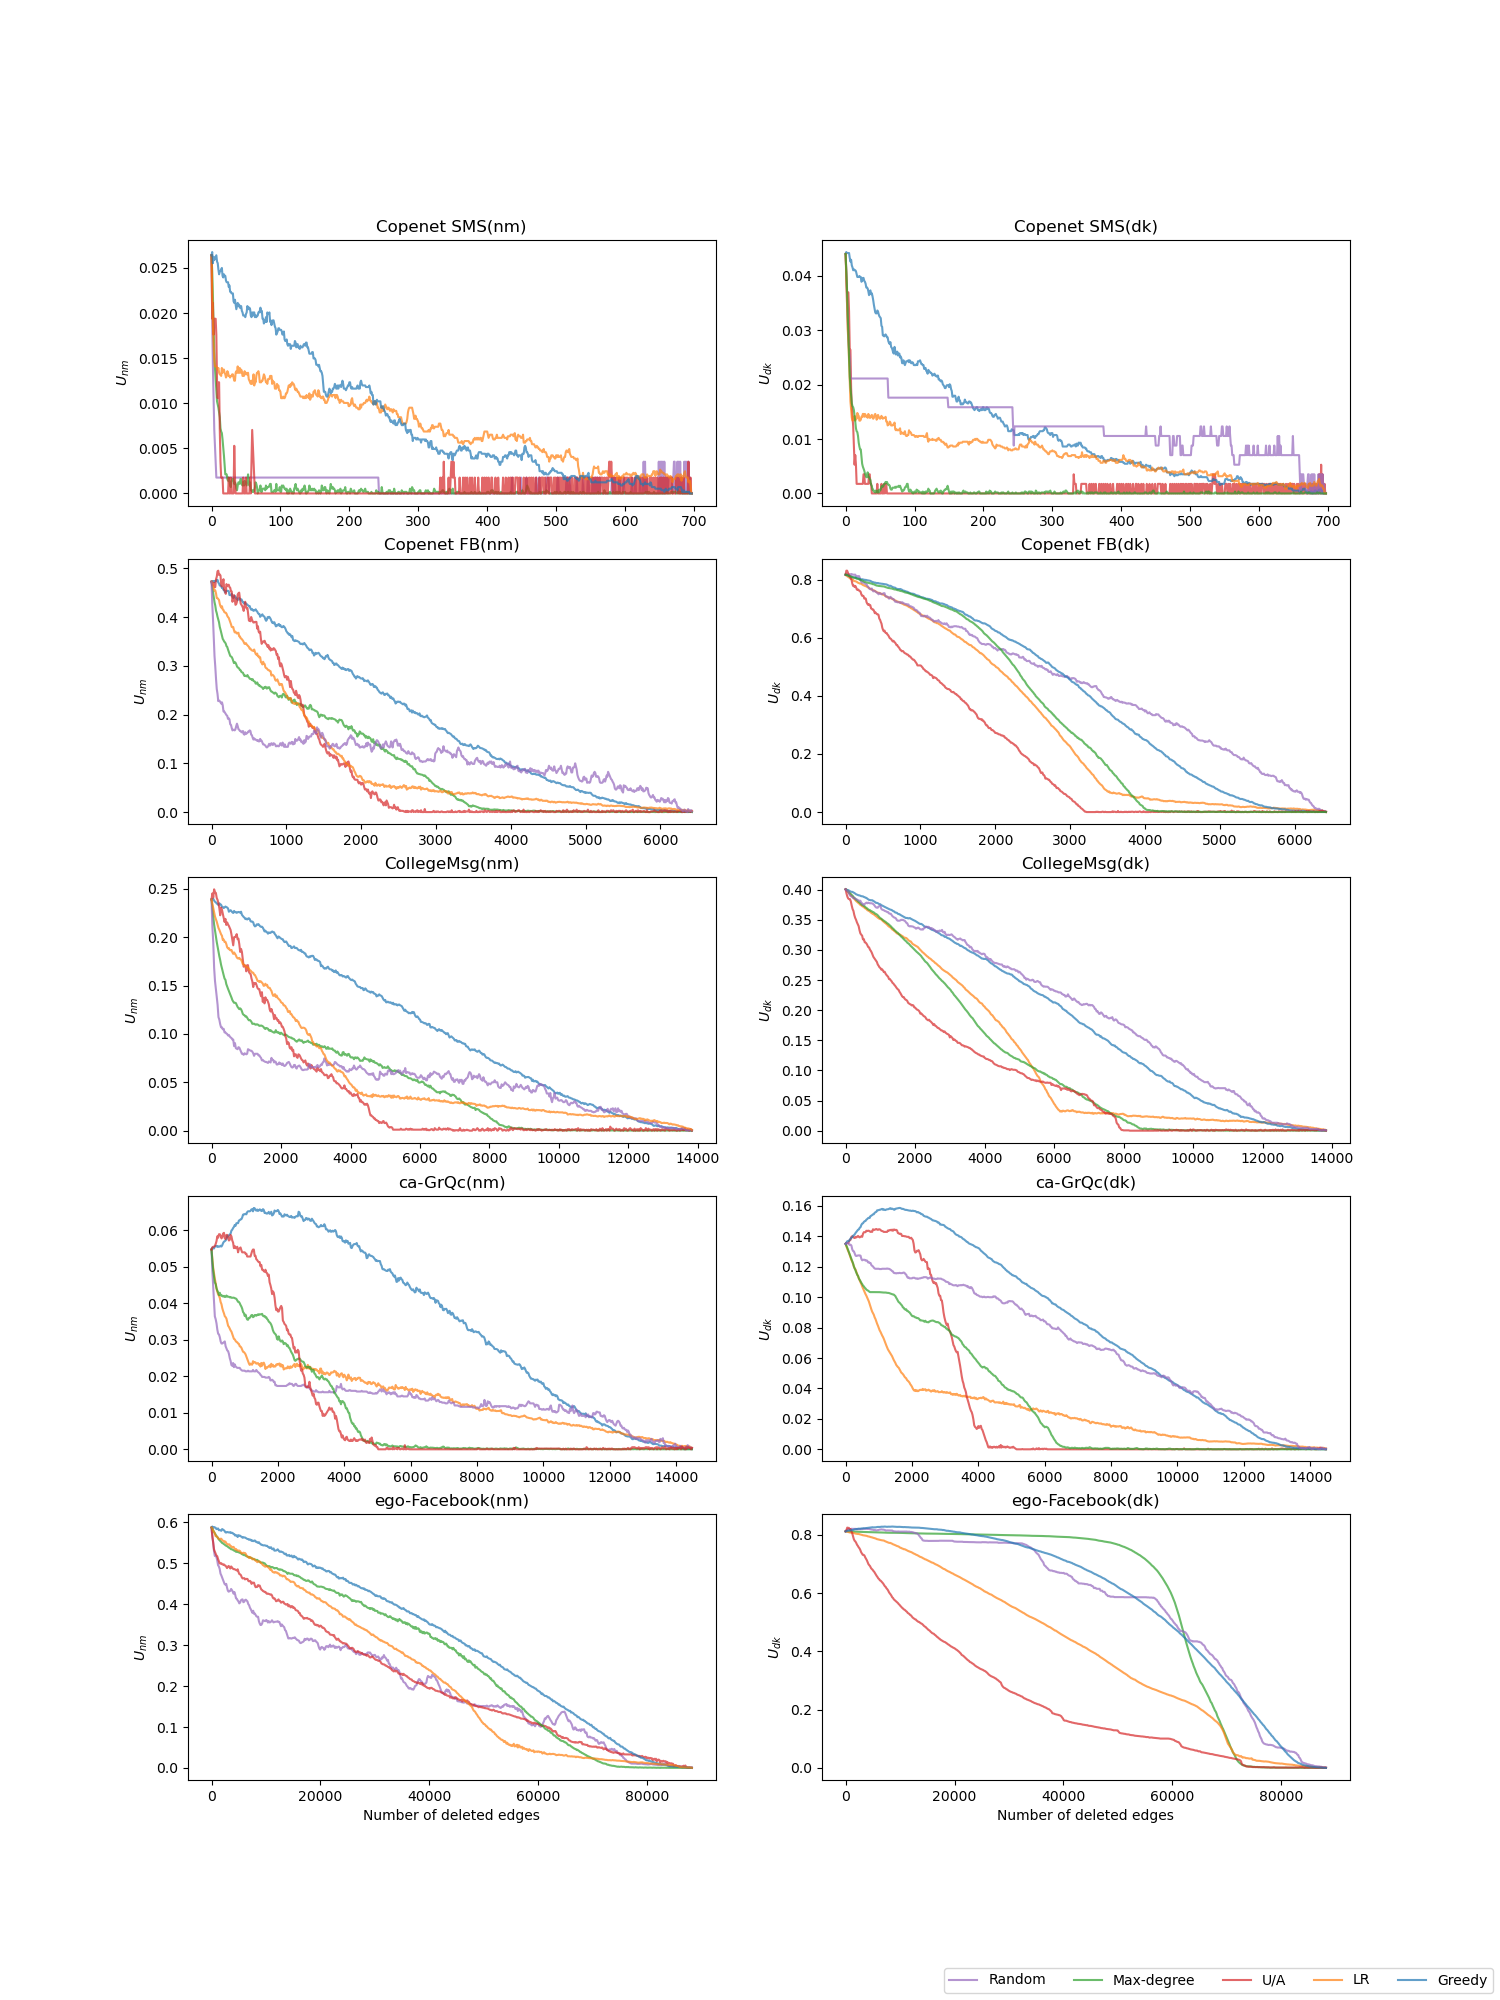 Copenet SMS(nm)
Copenet SMS(dk)
0.025
0.020
0.015
0.010
0.005
0.000
U_nm
0 100 200 300 400 500 600 700
0.04
0.03
0.02
0.01
0.00
U_dk
0 100 200 300 400 500 600 700
Copenet FB(nm)
Copenet FB(dk)
0.5
0.4
0.3
0.2
0.1
0.0
U_nm
0 1000 2000 3000 4000 5000 6000
0.8
0.6
0.4
0.2
0.0
U_dk
0 1000 2000 3000 4000 5000 6000
CollegeMsg(nm)
CollegeMsg(dk)
0.25
0.20
0.15
0.10
0.05
0.00
U_nm
0 2000 4000 6000 8000 10000 12000 14000
0.40
0.35
0.30
0.25
0.20
0.15
0.10
0.05
0.00
U_dk
0 2000 4000 6000 8000 10000 12000 14000
ca-GrQc(nm)
ca-GrQc(dk)
0.06
0.05
0.04
0.03
0.02
0.01
0.00
U_nm
0 2000 4000 6000 8000 10000 12000 14000
0.16
0.14
0.12
0.10
0.08
0.06
0.04
0.02
0.00
U_dk
0 2000 4000 6000 8000 10000 12000 14000
ego-Facebook(nm)
ego-Facebook(dk)
0.6
0.5
0.4
0.3
0.2
0.1
0.0
U_nm
0 20000 40000 60000 80000
Number of deleted edges
0.8
0.6
0.4
0.2
0.0
U_dk
0 20000 40000 60000 80000
Number of deleted edges
Random Max-degree U/A LR Greedy